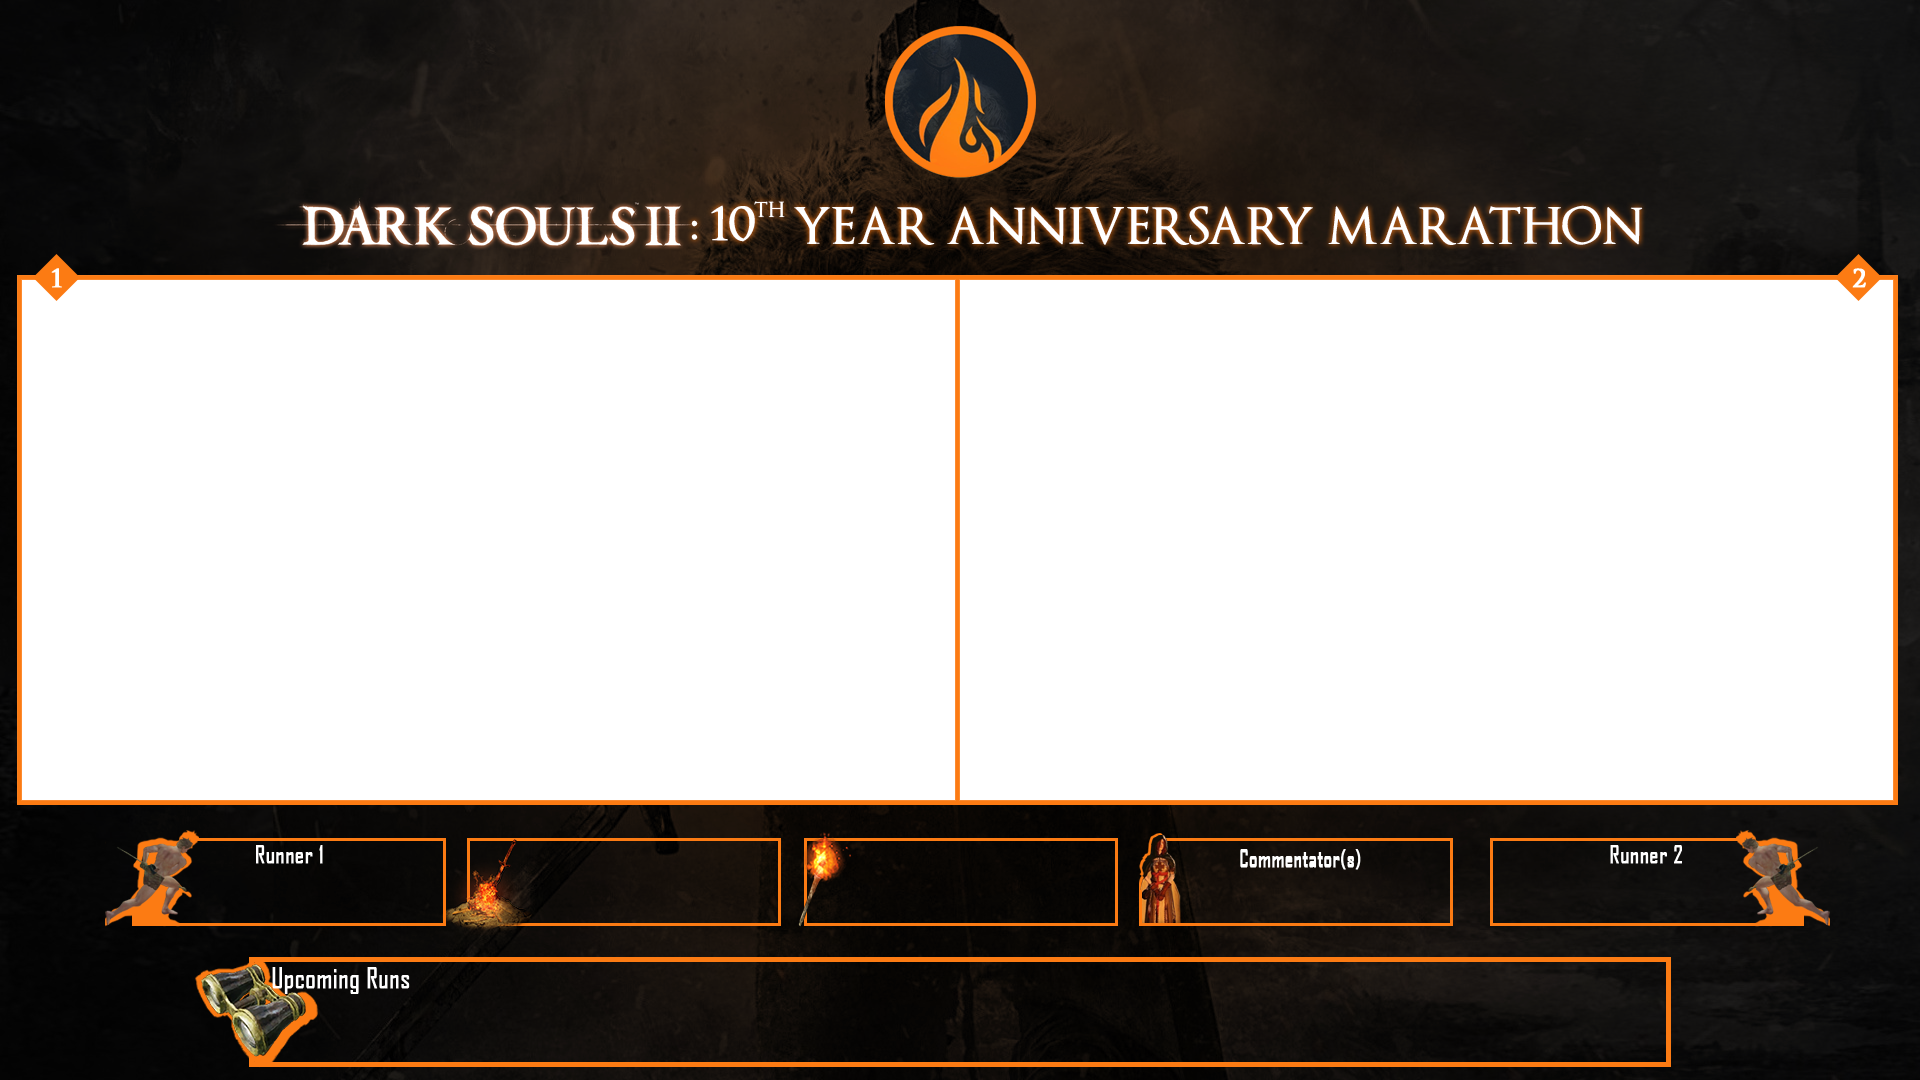 DARK SOULS II: 10TH YEAR ANNIVERSARY MARATHON
1
2
Runner 1
Commentator(s)
Runner 2
Upcoming Runs